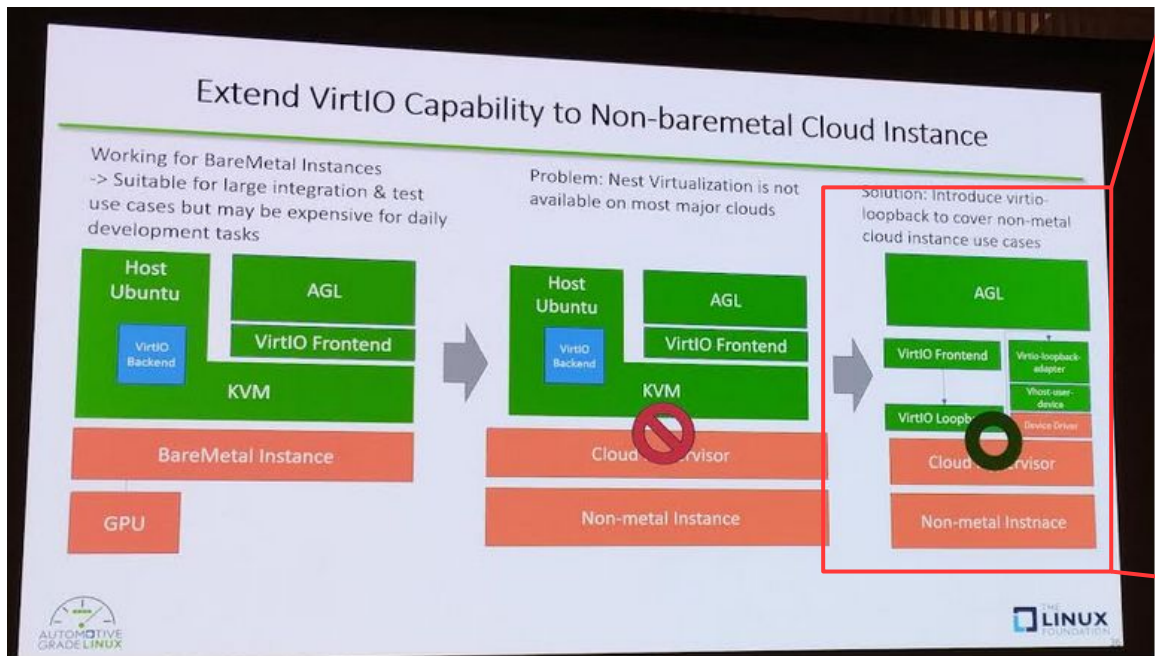 Extend VirtIO Capability to Non-baremetal Cloud Instance
Working for BareMetal Instances
-> Suitable for large integration & test
use cases but may be expensive for daily
development tasks
Host
Ubuntu
AGL
VirtIO
Backend
VirtIO Frontend
KVM
BareMetal Instance
GPU
Problem: Nest Virtualization is not
available on most major clouds
Host
Ubuntu
AGL
VirtIO
Backend
VirtIO Frontend
KVM
Cloud
Non-metal Instance
Solution: Introduce virtio-
loopback to cover non-metal
cloud instance use cases
AGL
VirtIO Frontend
Virtio-loopback-
adapter
Vhost-user-
device
VirtIO
Device Driver
Cloud
Non-metal Instnace
AUTOMOTIVE
GRADE LINUX
THE
LINUX
FOUNDATION